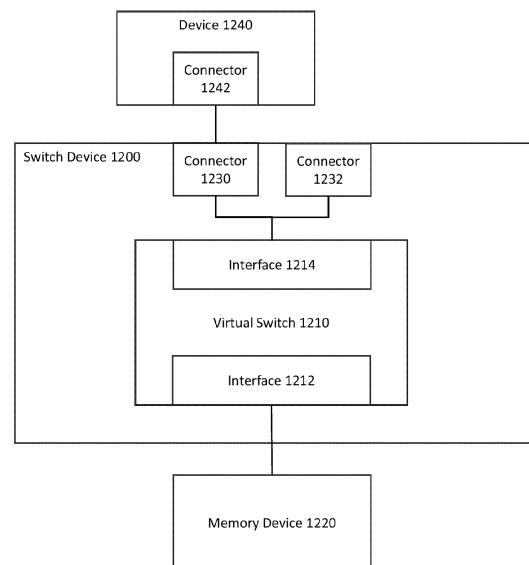 Device 1240
Connector
1242
Switch Device 1200
Connector
1230
Connector
1232
Interface 1214
Virtual Switch 1210
Interface 1212
Memory Device 1220